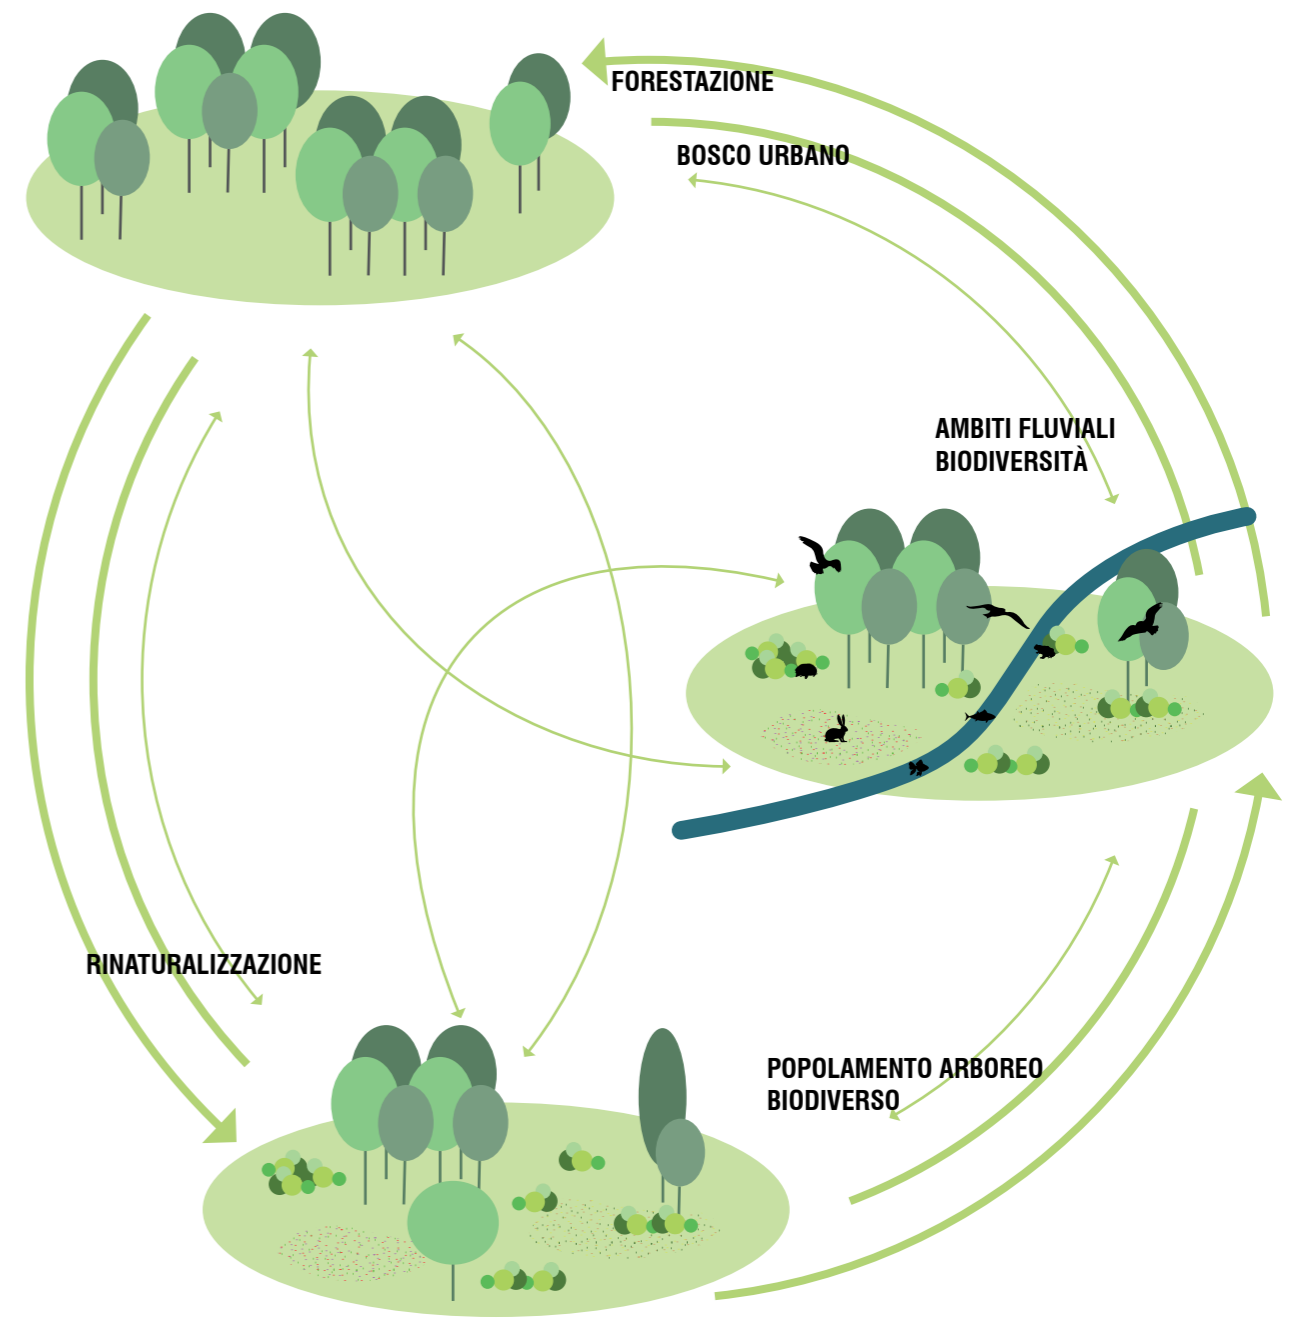 FORESTAZIONE
BOSCO URBANO
AMBITI FLUVIALI
BIODIVERSITÀ
RINATURALIZZAZIONE
POPOLAMENTO ARBOREO
BIODIVERSO